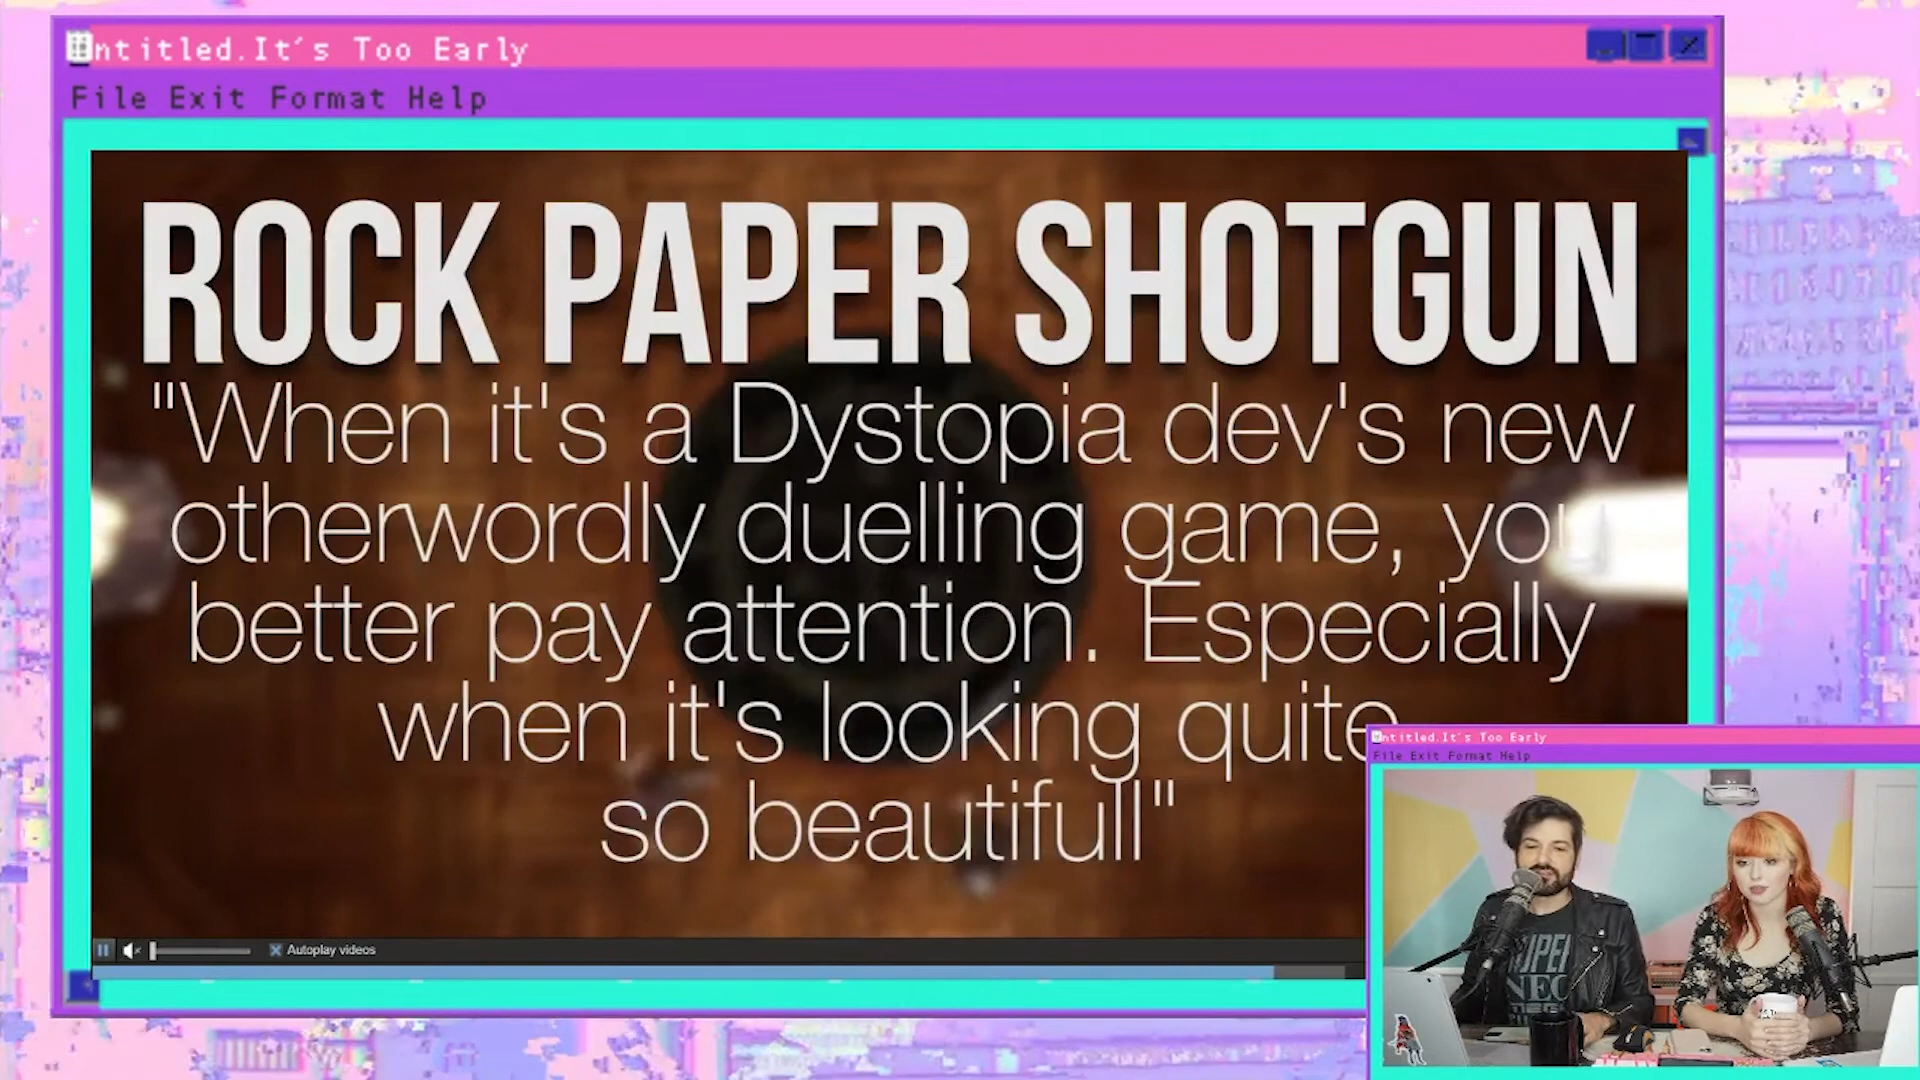 ntitled.It's Too Early
File Exit Format Help
ROCK PAPER SHOTGUN
"When it's a Dystopia dev's new
otherwordly duelling game, you
better pay attention. Especially
when it's looking quite
so beautifull"
Autoplay videos
ntitled.It's Too Early
File Exit Format Help
NEO